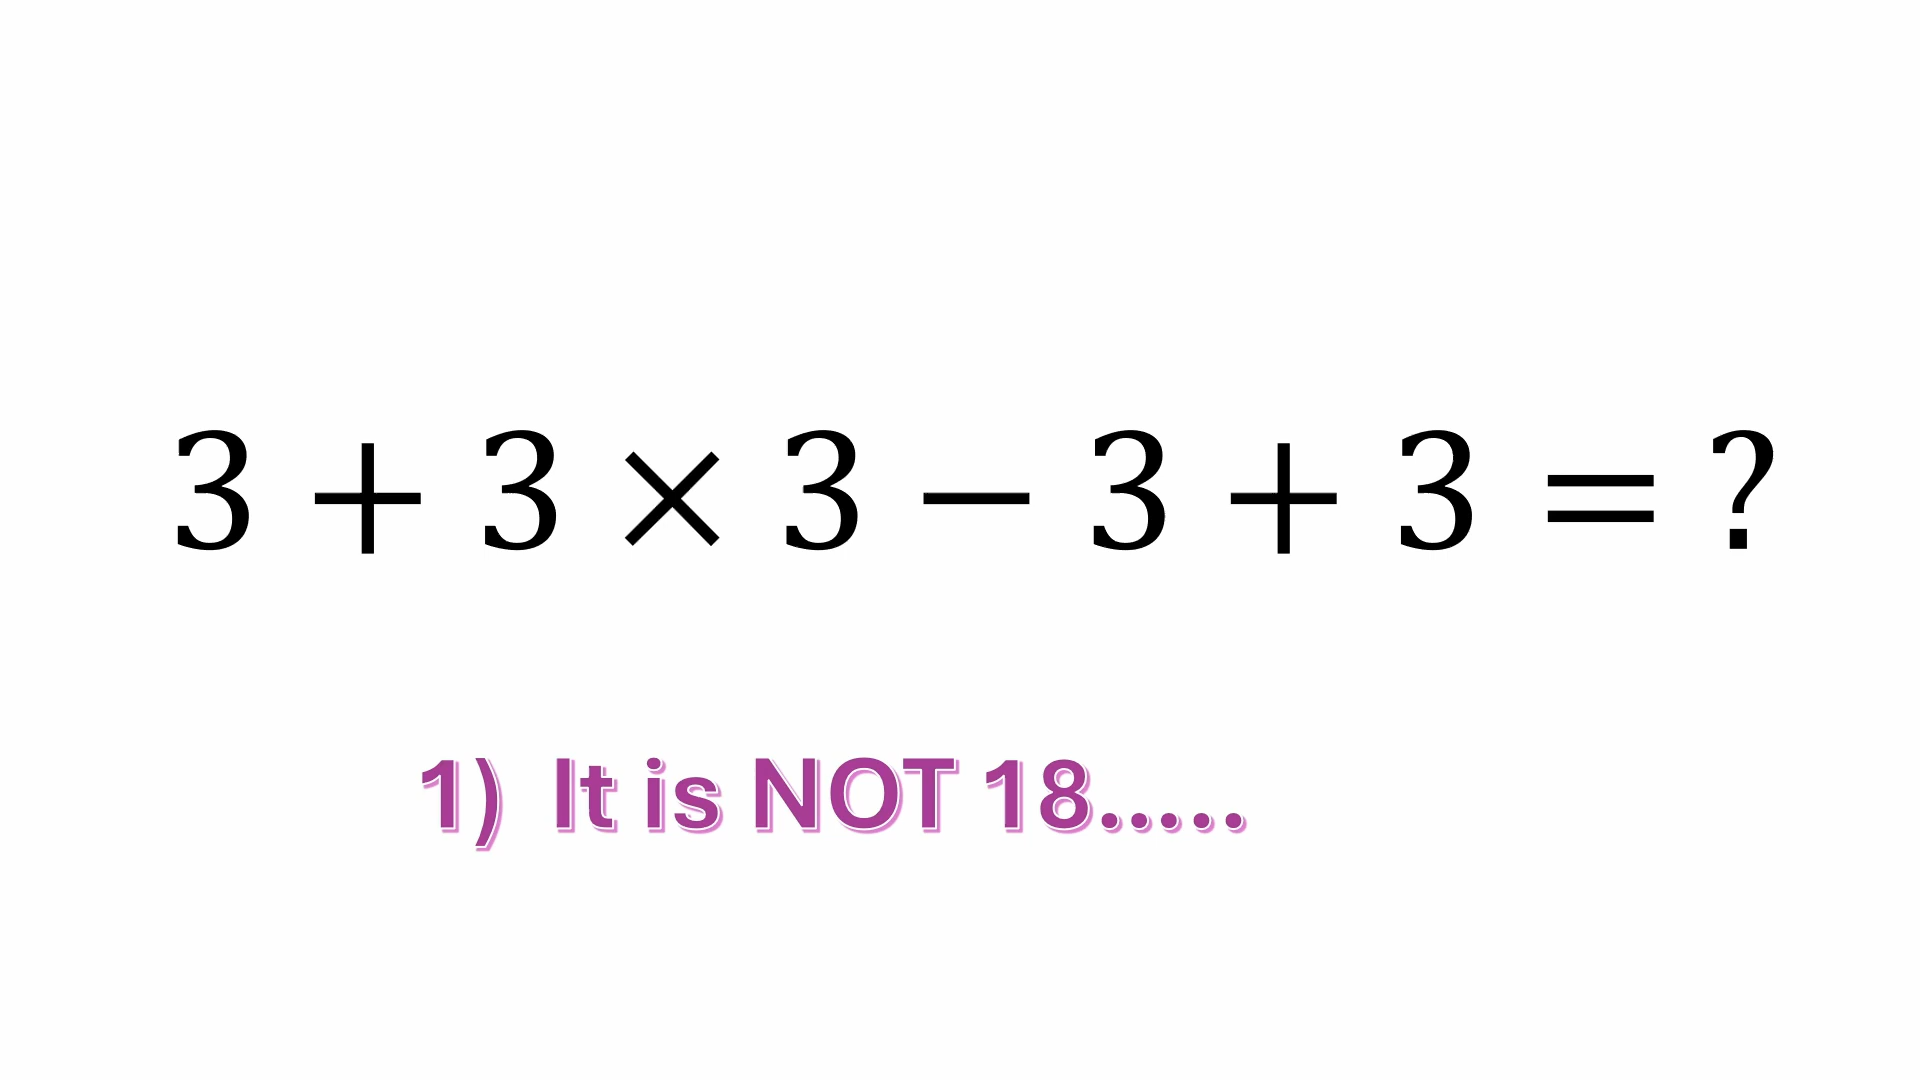 3 + 3 × 3 − 3 + 3 = ?
1) It is NOT 18.....